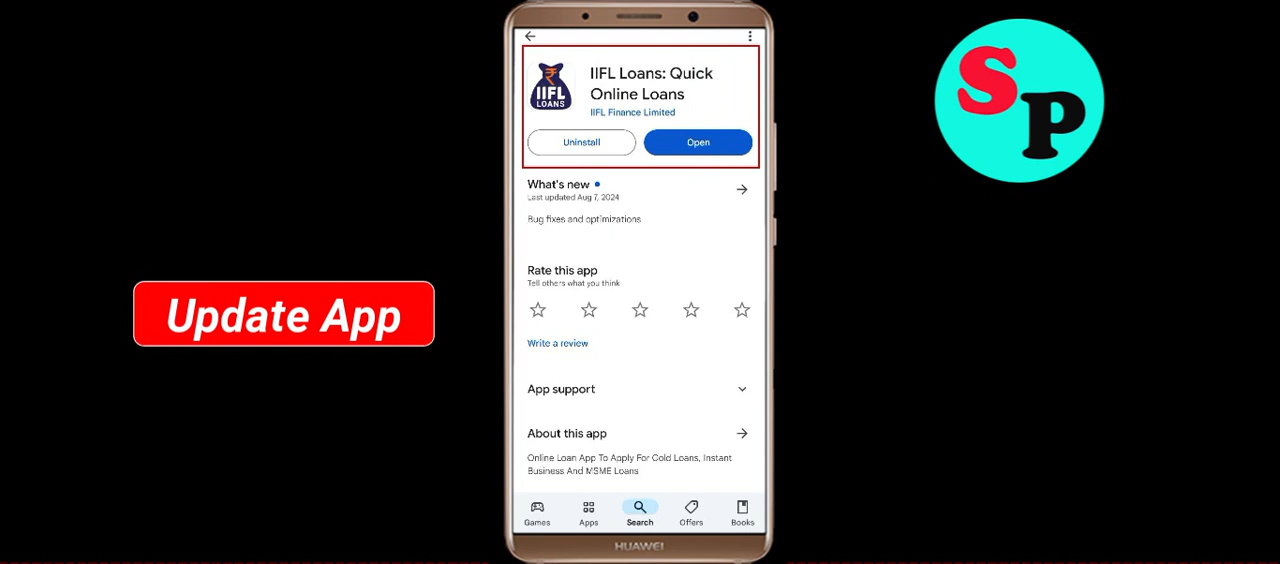 IIFL Loans: Quick
Online Loans
IIFL Finance Limited
₹
IIFL
LOANS
Uninstall
Open
What's new
Last updated Aug 7, 2024
Bug fixes and optimizations
Rate this app
Tell others what you think
Write a review
App support
About this app
Online Loan App To Apply For Gold Loans, Instant
Business And MSME Loans
Games
Apps
Search
Offers
Books
HUAWEI
Update App
SP